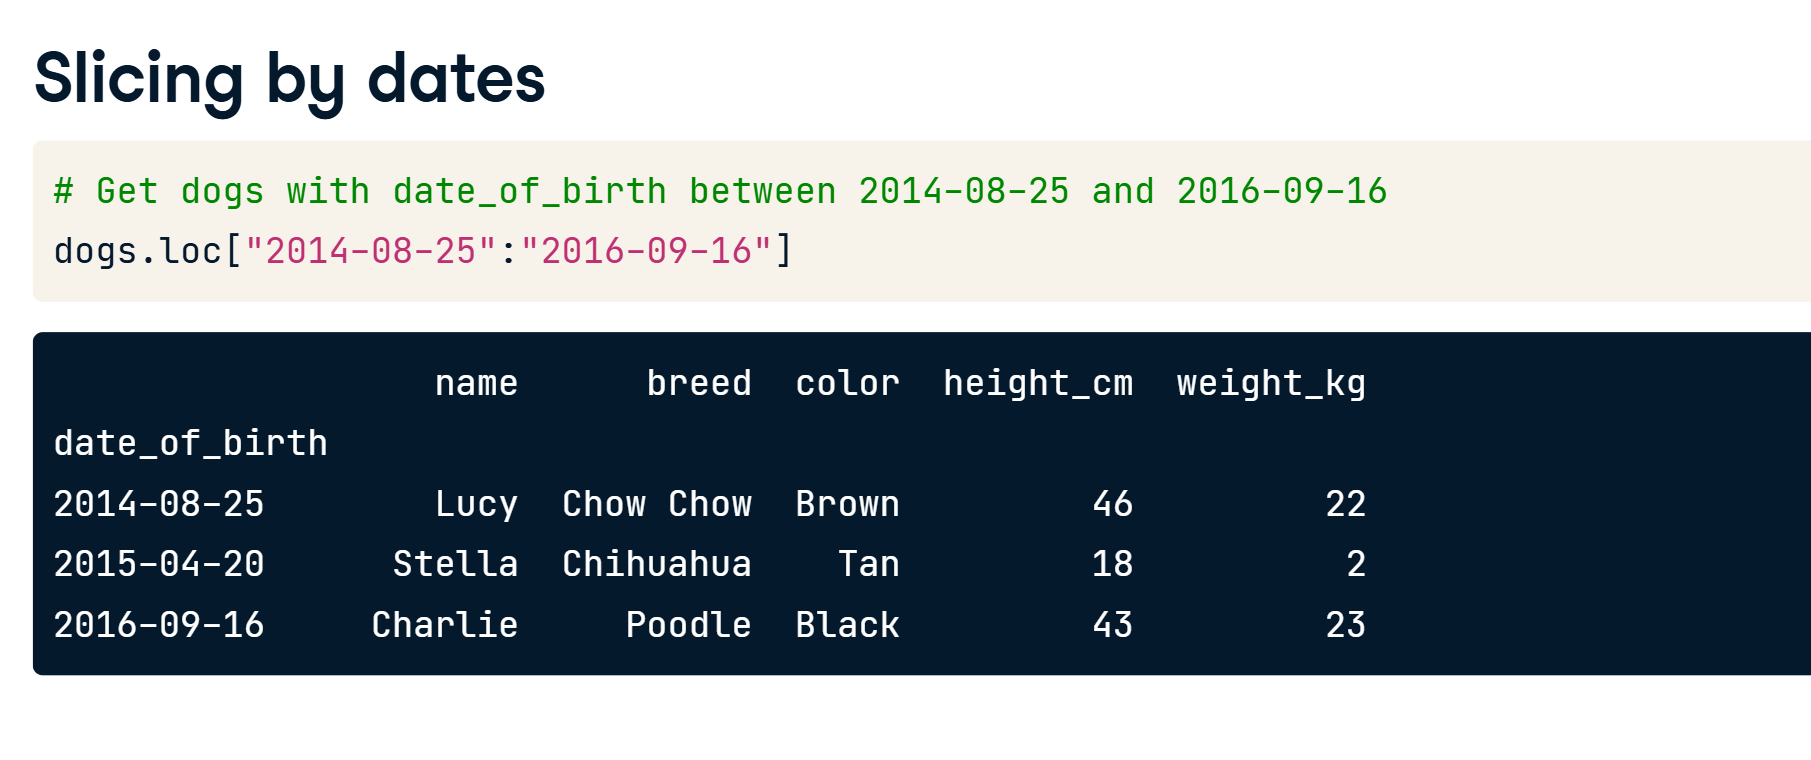 Slicing by dates
# Get dogs with date_of_birth between 2014-08-25 and 2016-09-16
dogs.loc["2014-08-25":"2016-09-16"]
name breed color height_cm weight_kg
date_of_birth
2014-08-25 Lucy Chow Chow Brown 46 22
2015-04-20 Stella Chihuahua Tan 18 2
2016-09-16 Charlie Poodle Black 43 23